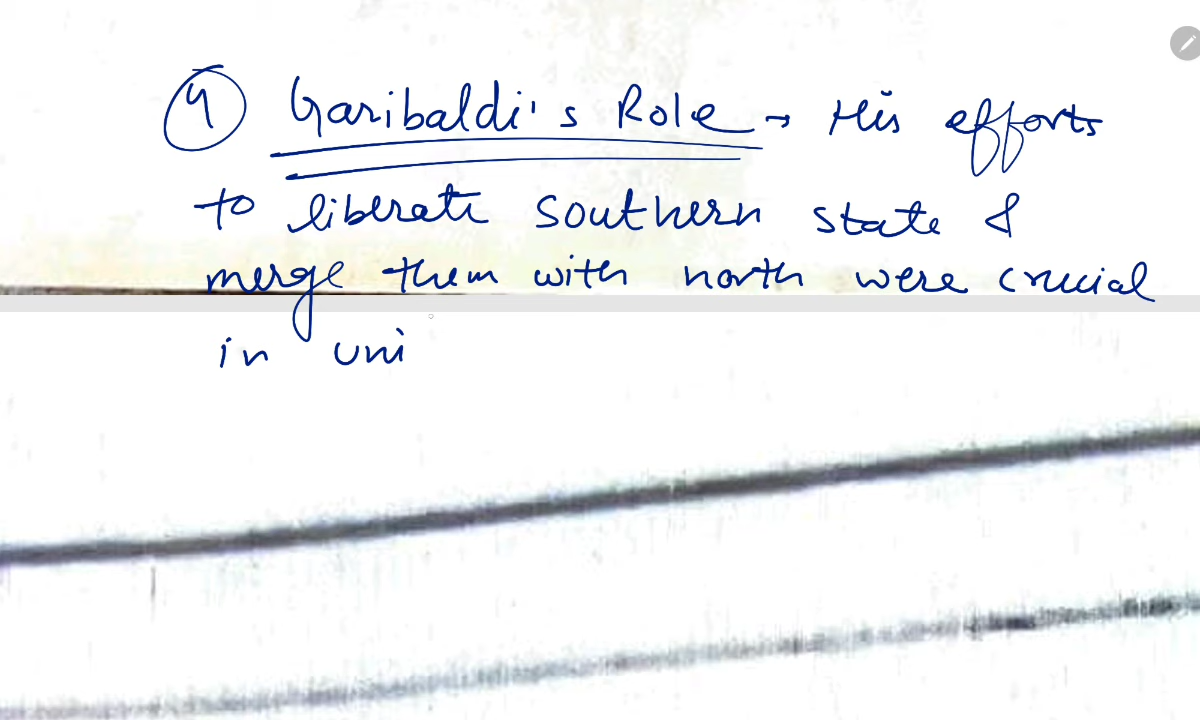 ④ Garibaldi's Role → His efforts
to liberate southern state &
merge them with north were crucial
in uni